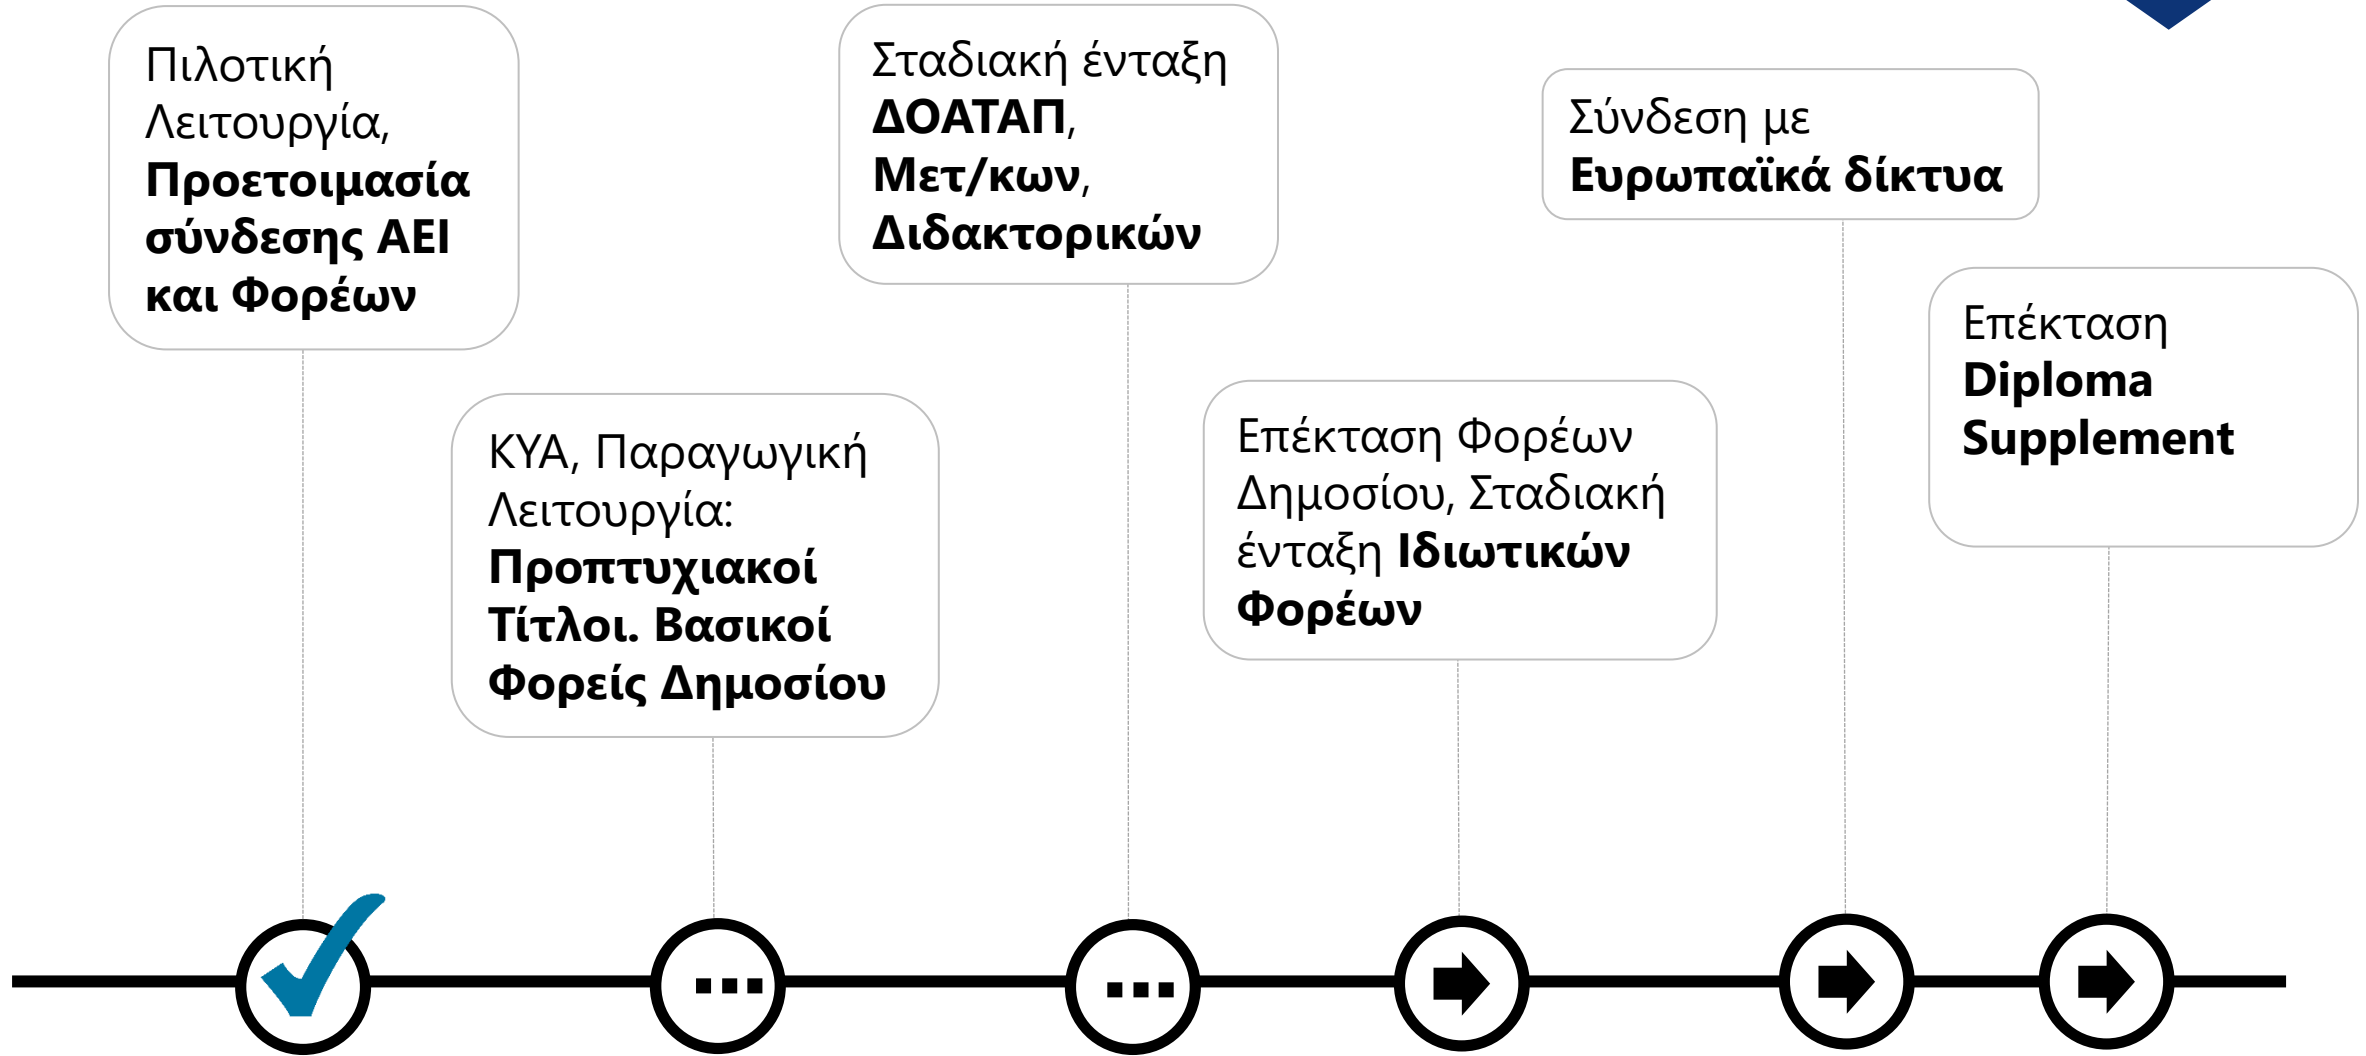 Πιλοτική
Λειτουργία,
Προετοιμασία
σύνδεσης ΑΕΙ
και Φορέων
ΚΥΑ, Παραγωγική
Λειτουργία:
Προπτυχιακοί
Τίτλοι. Βασικοί
Φορείς Δημοσίου
Σταδιακή ένταξη
ΔΟΑΤΑΠ,
Μετ/κων,
Διδακτορικών
Επέκταση Φορέων
Δημοσίου, Σταδιακή
ένταξη Ιδιωτικών
Φορέων
Σύνδεση με
Ευρωπαϊκά δίκτυα
Επέκταση
Diploma
Supplement